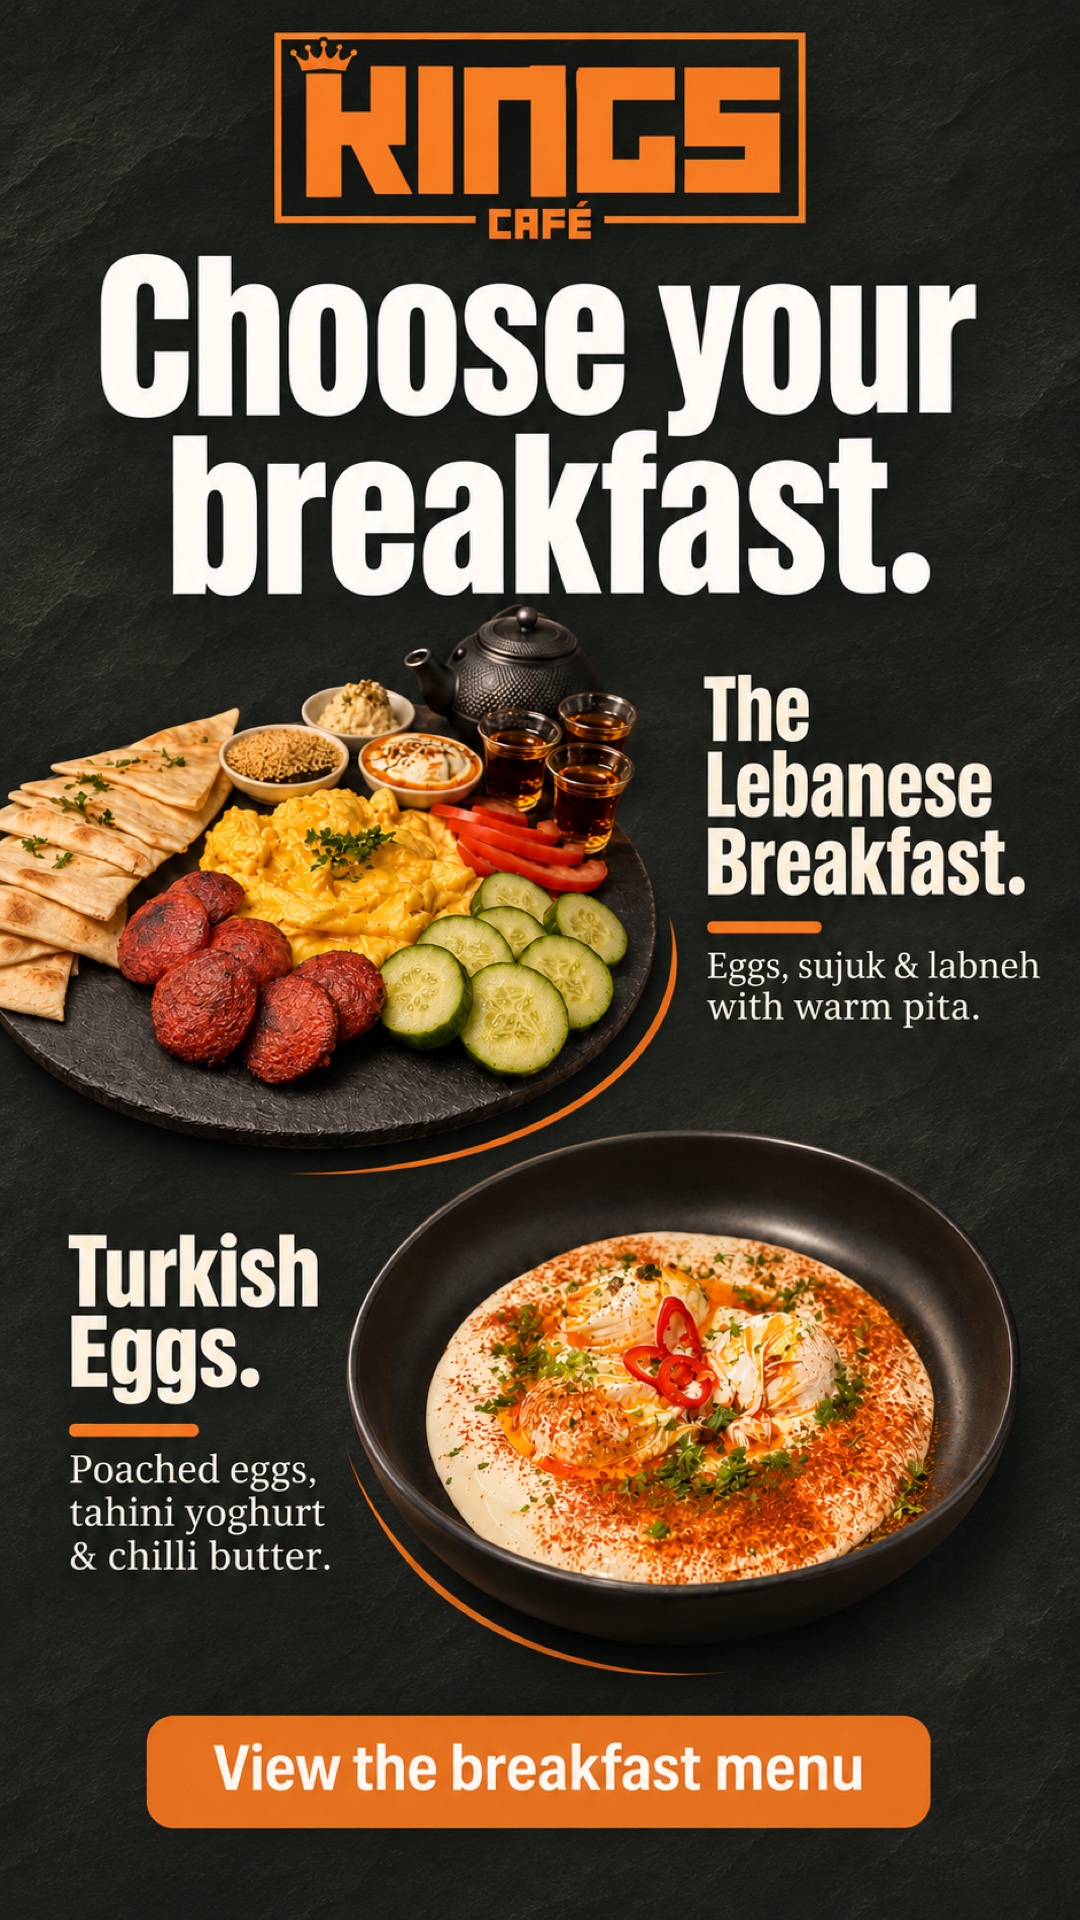 KINGS
CAFÉ
Choose your
breakfast.
The
Lebanese
Breakfast.
Eggs, sujuk & labneh
with warm pita.
Turkish
Eggs.
Poached eggs,
tahini yoghurt
& chilli butter.
View the breakfast menu